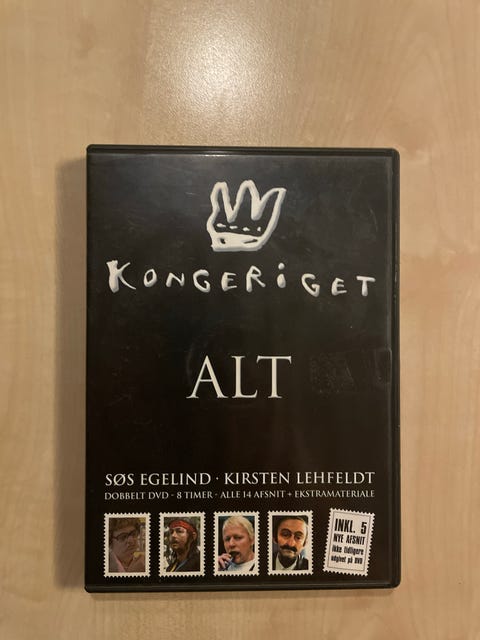 KONGERiGET
ALT
SØS EGELIND · KIRSTEN LEHFELDT
DOBBELT DVD - 8 TIMER · ALLE 14 AFSNIT + EKSTRAMATERIALE
INKL. 5
NYE AFSNIT
ikke tidligere
udgivet på DVD